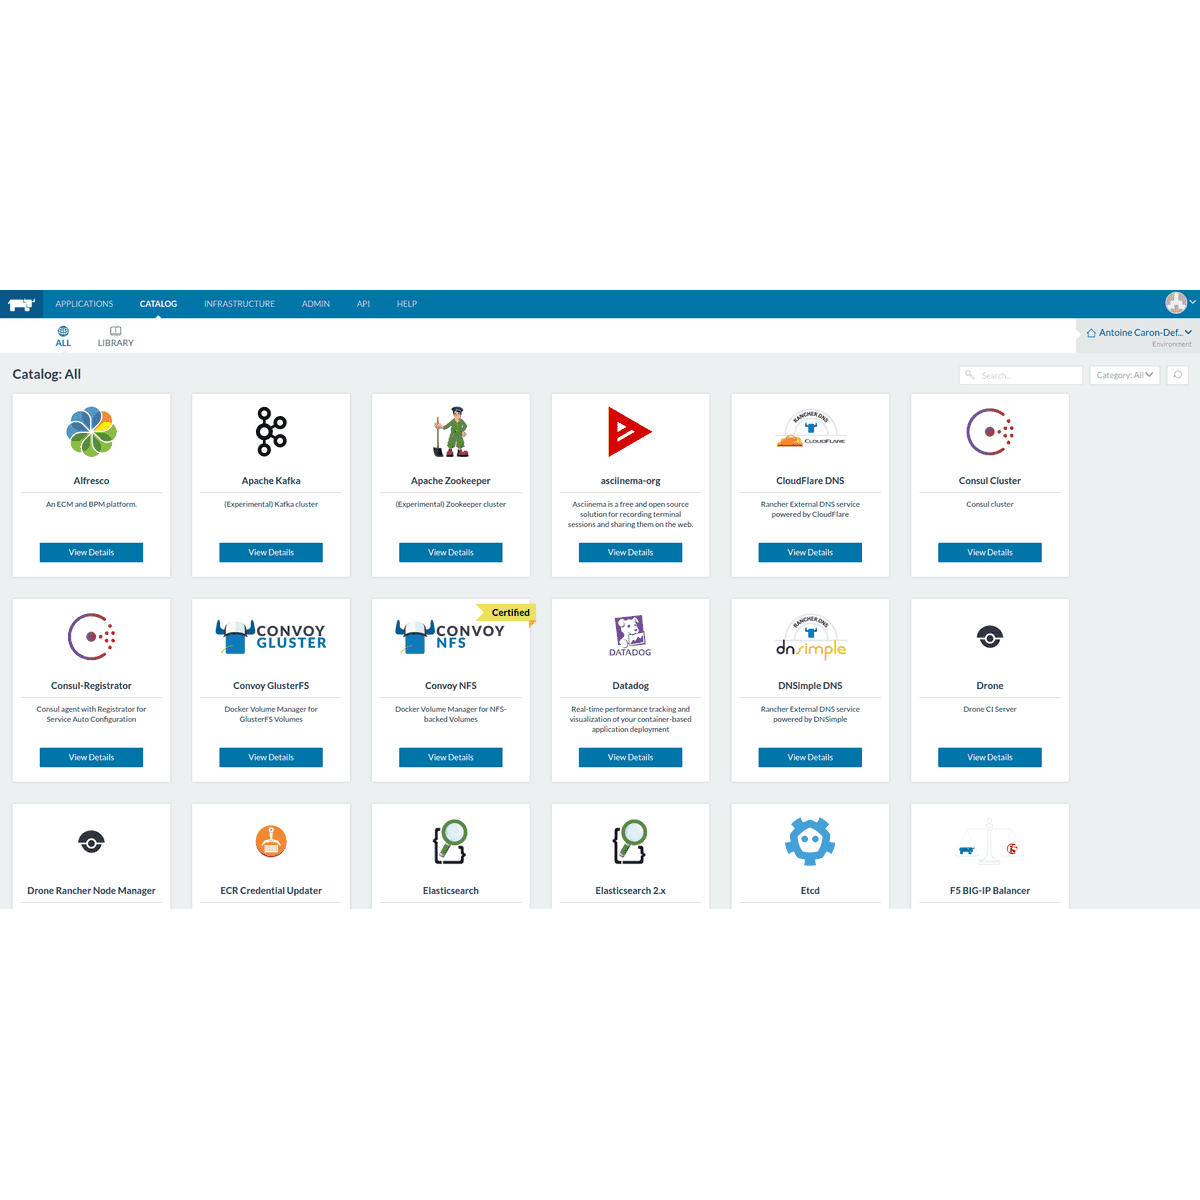 APPLICATIONS CATALOG INFRASTRUCTURE ADMIN API HELP
ALL LIBRARY
Antoine Caron-Def...
Environment
Catalog: All
Search...
Category: All
Alfresco
An ECM and BPM platform.
View Details
Apache Kafka
(Experimental) Kafka cluster
View Details
Apache Zookeeper
(Experimental) Zookeeper cluster
View Details
asciinema-org
Asciinema is a free and open source
solution for recording terminal
sessions and sharing them on the web.
View Details
RANCHER DNS
CLOUDFLARE
CloudFlare DNS
Rancher External DNS service
powered by CloudFlare
View Details
Consul Cluster
Consul cluster
View Details
Consul-Registrator
Consul agent with Registrator for
Service Auto Configuration
View Details
CONVOY
GLUSTER
Convoy GlusterFS
Docker Volume Manager for
GlusterFS Volumes
View Details
Certified
CONVOY
NFS
Convoy NFS
Docker Volume Manager for NFS-
backed Volumes
View Details
DATADOG
Datadog
Real-time performance tracking and
visualization of your container-based
application deployment
View Details
RANCHER DNS
dnsimple
DNSimple DNS
Rancher External DNS service
powered by DNSimple
View Details
Drone
Drone CI Server
View Details
Drone Rancher Node Manager
ECR Credential Updater
Elasticsearch
Elasticsearch 2.x
Etcd
F5 BIG-IP Balancer